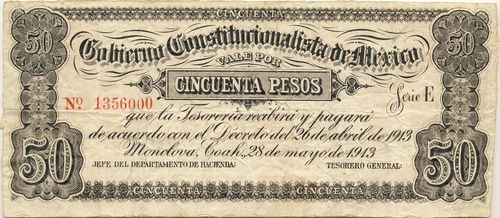 CINCUENTA
50 50
Gobierno Constitucionalista de México
VALE POR
CINCUENTA PESOS
Nº 1356000 Serie E
que la Tesorería recibirá y pagará
de acuerdo con el Decreto del 26 de abril de 1913
Monclova, Coah., 28 de mayo de 1913
JEFE DEL DEPARTAMENTO DE HACIENDA: TESORERO GENERAL:
50 50
CINCUENTA CINCUENTA